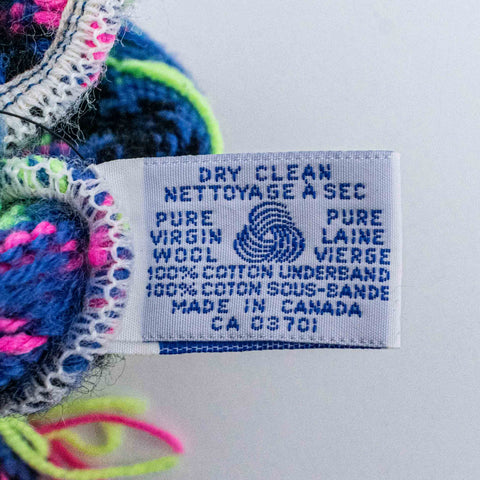 DRY CLEAN
NETTOYAGE À SEC
PURE VIRGIN WOOL
PURE LAINE VIERGE
100% COTTON UNDERBAND
100% COTON SOUS-BANDE
MADE IN CANADA
CA 03701